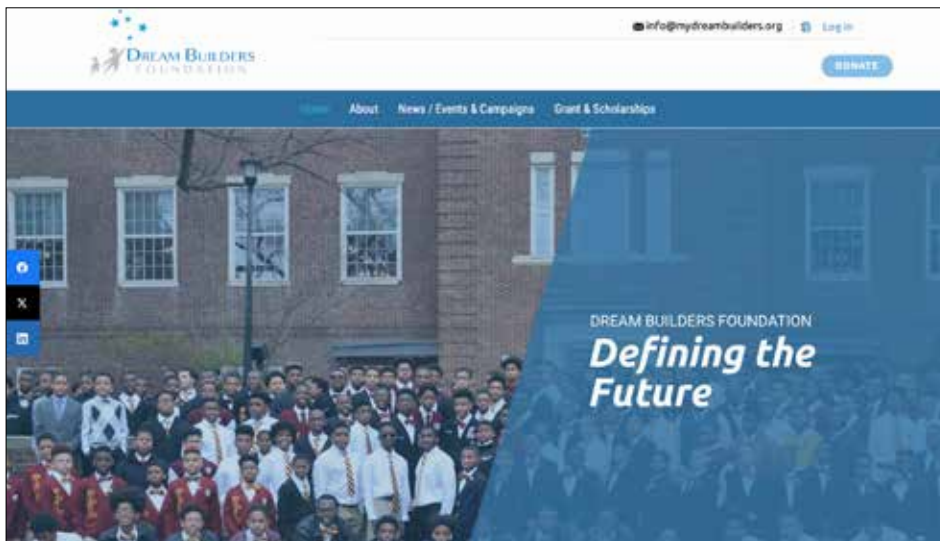 info@mydreambuilders.org
Log in
DREAM BUILDERS
FOUNDATION
DONATE
Home About News / Events & Campaigns Grant & Scholarships
DREAM BUILDERS FOUNDATION
Defining the
Future